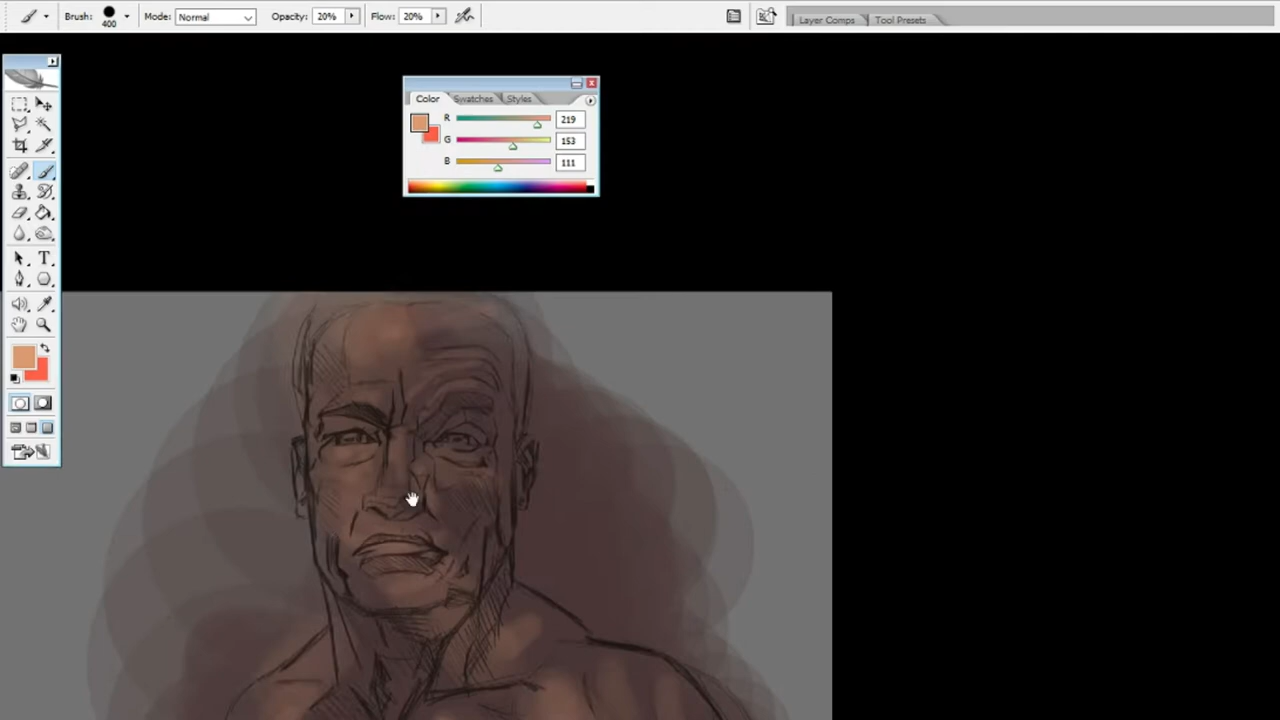 Brush: 400 Mode: Normal Opacity: 20% Flow: 20% Layer Comps Tool Presets
Color Swatches Styles
R 219
G 153
B 111
T